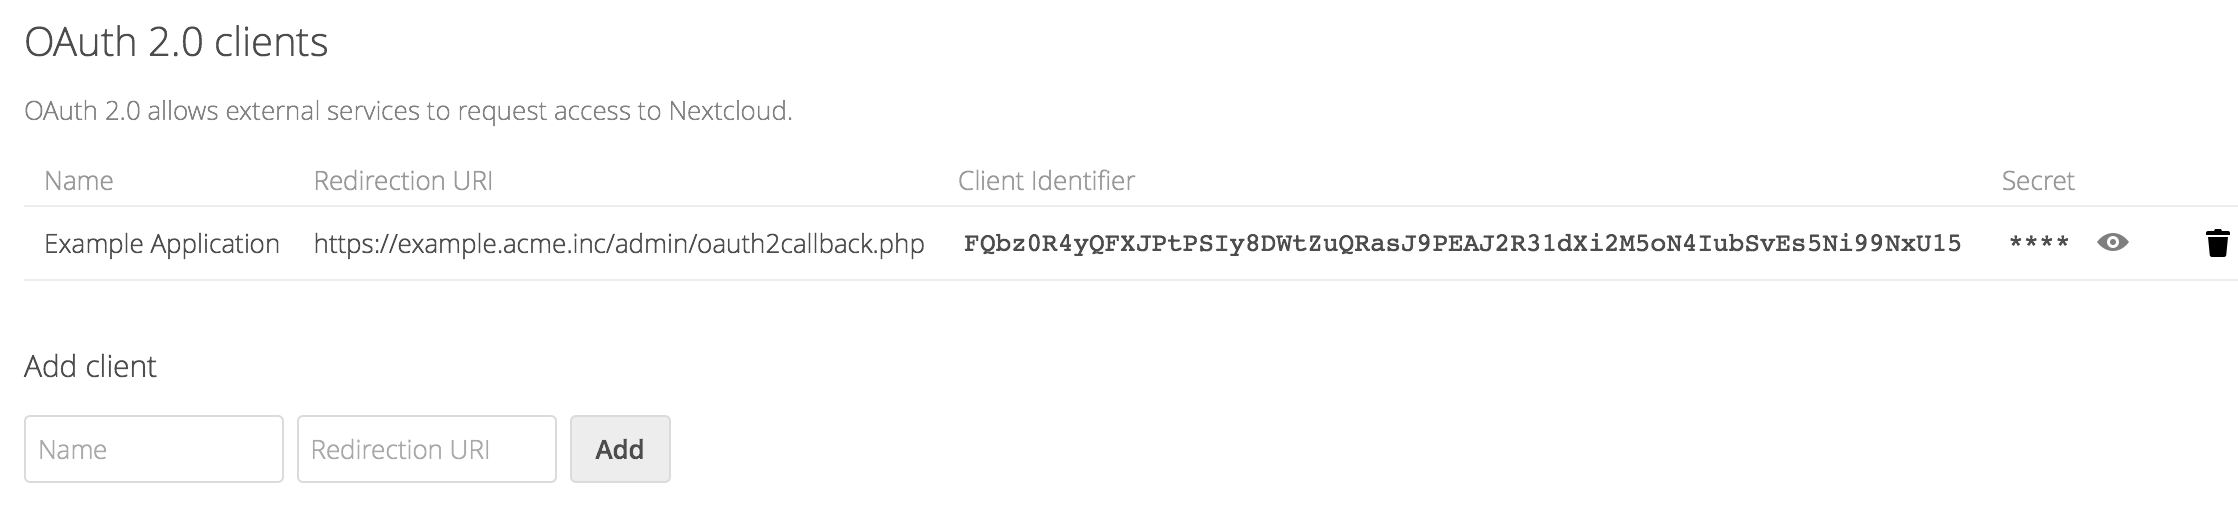 OAuth 2.0 clients
OAuth 2.0 allows external services to request access to Nextcloud.
Name Redirection URI Client Identifier Secret
Example Application https://example.acme.inc/admin/oauth2callback.php FQbz0R4yQFXJPtPSIy8DWtZuQRasJ9PEAJ2R31dXi2M5oN4IubSvEs5Ni99NxU15 ****
Add client
Name Redirection URI Add